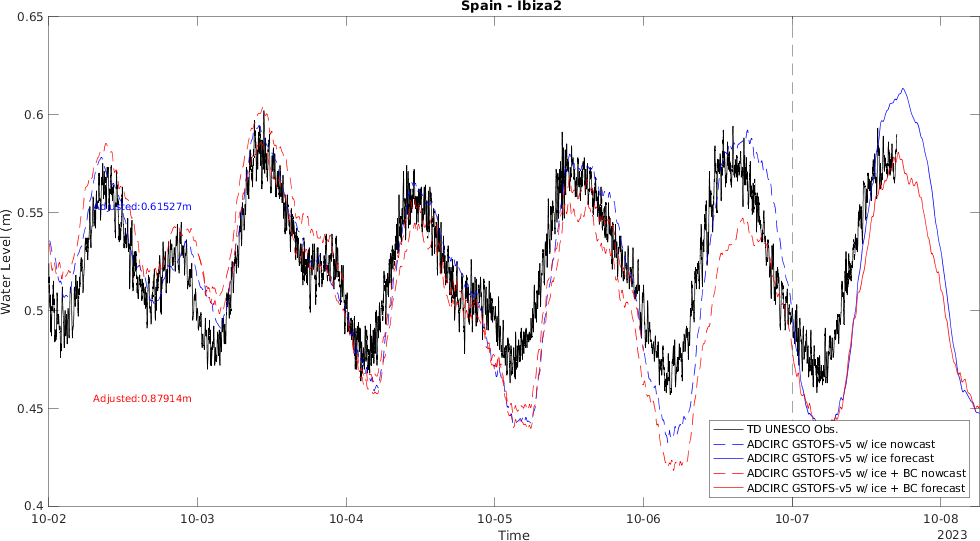 Spain - Ibiza2
0.65
0.6
0.55
0.5
0.45
0.4
Water Level (m)
Adjusted:0.61527m
Adjusted:0.87914m
TD UNESCO Obs.
ADCIRC GSTOFS-v5 w/ ice nowcast
ADCIRC GSTOFS-v5 w/ ice forecast
ADCIRC GSTOFS-v5 w/ ice + BC nowcast
ADCIRC GSTOFS-v5 w/ ice + BC forecast
10-02 10-03 10-04 10-05 10-06 10-07 10-08
Time 2023